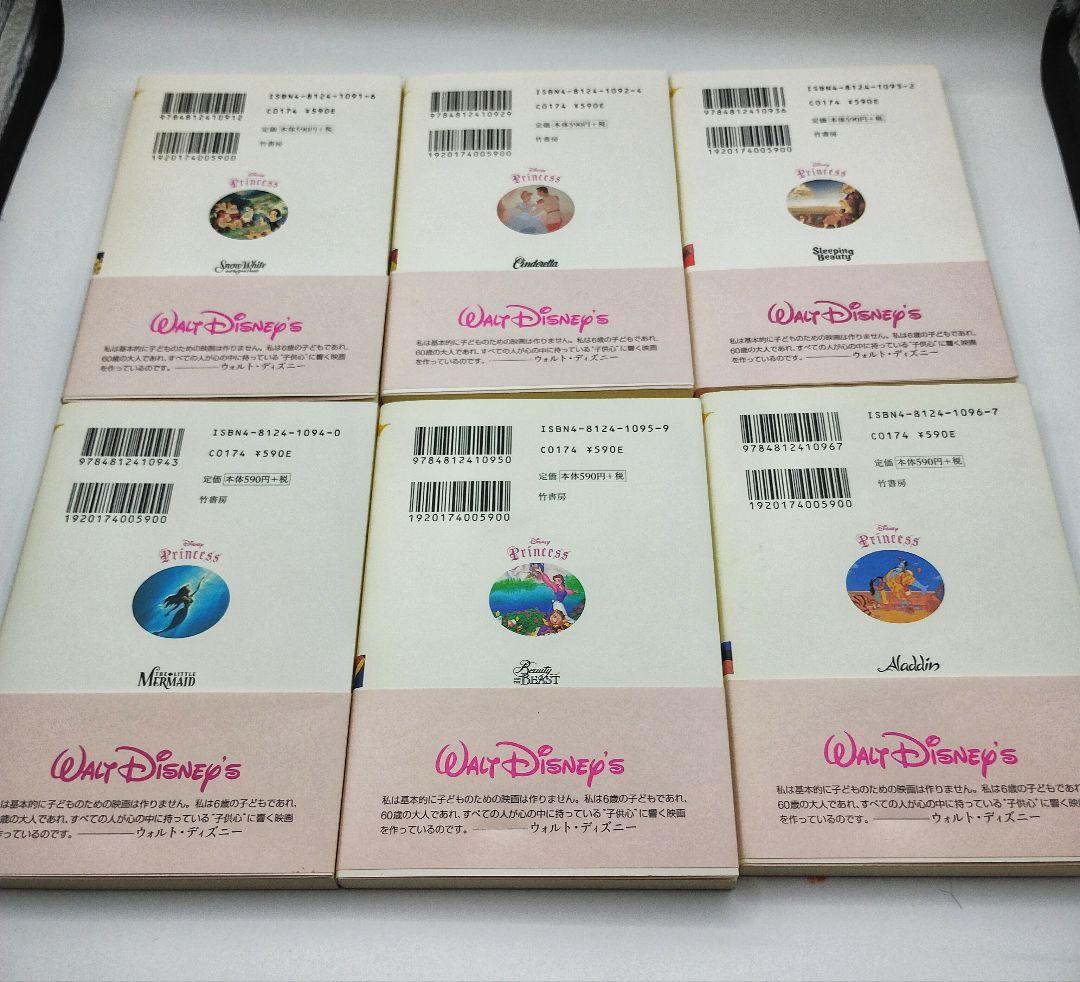 ISBN4-8124-1091-6
C0174 ¥590E
9784812410912
定価 本体590円+税
竹書房
1920174005900
Disney
Princess
Snow White
WALT DISNEY'S
私は基本的に子どものための映画は作りません。私は6歳の子どもであれ、
60歳の大人であれ、すべての人が心の中に持っている"子供心"に響く映画
を作っているのです。————ウォルト・ディズニー
ISBN4-8124-1092-4
C0174 ¥590E
9784812410929
定価 本体590円+税
竹書房
1920174005900
Disney
Princess
Cinderella
WALT DISNEY'S
私は基本的に子どものための映画は作りません。私は6歳の子どもであれ、
60歳の大人であれ、すべての人が心の中に持っている"子供心"に響く映画
を作っているのです。————ウォルト・ディズニー
ISBN4-8124-1093-2
C0174 ¥590E
9784812410936
定価 本体590円+税
竹書房
1920174005900
Disney
Princess
Sleeping
Beauty
WALT DISNEY'S
私は基本的に子どものための映画は作りません。私は6歳の子どもであれ、
60歳の大人であれ、すべての人が心の中に持っている"子供心"に響く映画
を作っているのです。————ウォルト・ディズニー
ISBN4-8124-1094-0
C0174 ¥590E
9784812410943
定価 本体590円+税
竹書房
1920174005900
Disney
Princess
THE LITTLE
MERMAID
WALT DISNEY'S
は基本的に子どものための映画は作りません。私は6歳の子どもであれ、
歳の大人であれ、すべての人が心の中に持っている"子供心"に響く映画
作っているのです。————ウォルト・ディズニー
ISBN4-8124-1095-9
C0174 ¥590E
9784812410950
定価 本体590円+税
竹書房
1920174005900
Disney
Princess
Beauty
AND THE BEAST
WALT DISNEY'S
私は基本的に子どものための映画は作りません。私は6歳の子どもであれ、
60歳の大人であれ、すべての人が心の中に持っている"子供心"に響く映画
を作っているのです。————ウォルト・ディズニー
ISBN4-8124-1096-7
C0174 ¥590E
9784812410967
定価 本体590円+税
竹書房
1920174005900
Disney
Princess
Aladdin
WALT DISNEY'S
私は基本的に子どものための映画は作りません。私は6歳の子どもであれ、
60歳の大人であれ、すべての人が心の中に持っている"子供心"に響く映画
を作っているのです。————ウォルト・ディズニー